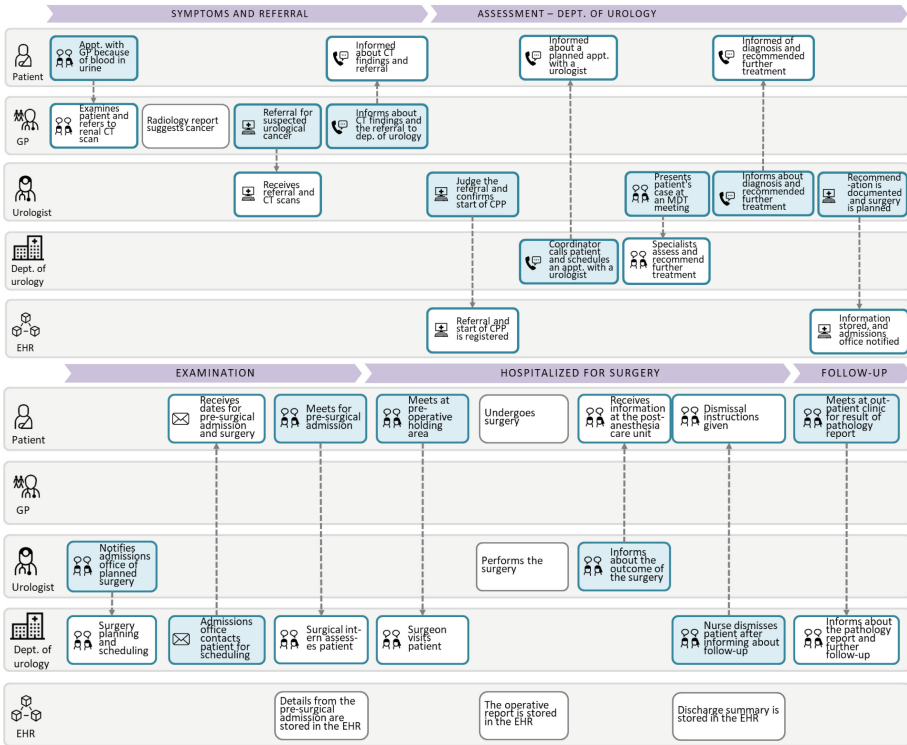 SYMPTOMS AND REFERRAL
ASSESSMENT – DEPT. OF UROLOGY
Patient
Appt. with
GP because
of blood in
urine
Informed
about CT
findings and
referral
Informed
about a
planned appt.
with a
urologist
Informed of
diagnosis and
recommended
further
treatment
GP
Examines
patient and
refers to
renal CT
scan
Radiology report
suggests cancer
Referral for
suspected
urological
cancer
Informs about
CT findings and
the referral to
dep. of urology
Urologist
Receives
referral and
CT scans
Judge the
referral and
confirms
start of CPP
Presents
patient's
case at
an MDT
meeting
Informs about
diagnosis and
recommended
further
treatment
Recommend
-ation is
documented
and surgery
is planned
Dept. of
urology
Coordinator
calls patient
and schedules
an appt. with a
urologist
Specialists
assess and
recommend
further
treatment
EHR
Referral and
start of CPP
is registered
Information
stored, and
admissions
office notified
EXAMINATION
HOSPITALIZED FOR SURGERY
FOLLOW-UP
Patient
Receives
dates for
pre-surgical
admission
and surgery
Meets for
pre-surgical
admission
Meets at
pre-
operative
holding
area
Undergoes
surgery
Receives
information
at the post-
anesthesia
care unit
Dismissal
instructions
given
Meets at out-
patient clinic
for result of
pathology
report
GP
Urologist
Notifies
admissions
office of
planned
surgery
Performs the
surgery
Informs
about the
outcome of
the surgery
Dept. of
urology
Surgery
planning
and
scheduling
Admissions
office
contacts
patient for
scheduling
Surgical int-
ern assess-
es patient
Surgeon
visits
patient
Nurse dismisses
patient after
informing about
follow-up
Informs about
the pathology
report and
further
follow-up
EHR
Details from the
pre-surgical
admission are
stored in the EHR
The operative
report is stored
in the EHR
Discharge summary is
stored in the EHR